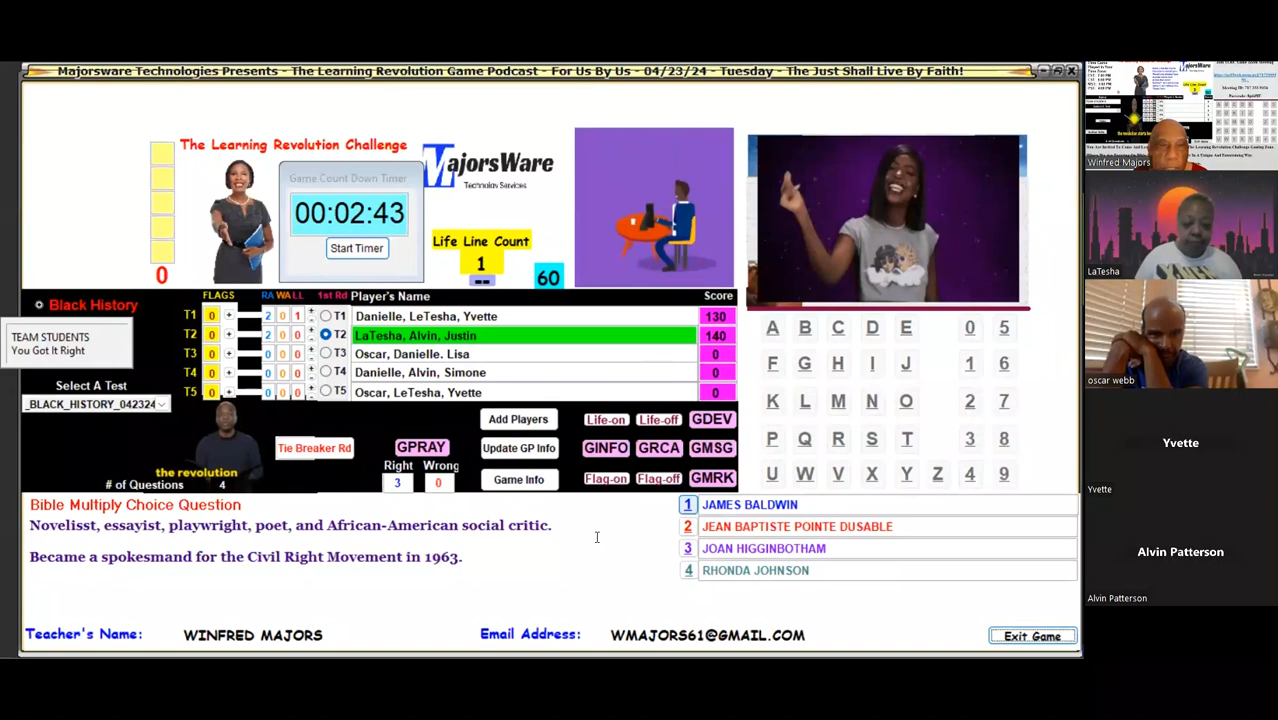 Majorsware Technologies Presents - The Learning Revolution Game Podcast - For Us By Us - 04/23/24 - Tuesday - The Just Shall Live By Faith!
The Learning Revolution Challenge
Game Count Down Timer
00:02:43
Start Timer
0
MajorsWare
Technology Services
Life Line Count
1
--
60
Black History
FLAGS
RA WA LL 1st Rd Player's Name Score
T1 0 + 2 0 1 T1 Danielle, LeTesha, Yvette 130
T2 0 + 2 0 0 T2 LaTesha, Alvin, Justin 140
T3 0 + 0 0 0 T3 Oscar, Danielle. Lisa 0
T4 0 + 0 0 0 T4 Danielle, Alvin, Simone 0
T5 0 + 0 0 0 T5 Oscar, LeTesha, Yvette 0
TEAM STUDENTS
You Got It Right
Select A Test
_BLACK_HISTORY_042324
the revolution
# of Questions 4
Tie Breaker Rd
GPRAY
Right Wrong
3 0
Add Players
Update GP Info
Game Info
Life-on Life-off GDEV
GINFO GRCA GMSG
Flag-on Flag-off GMRK
A B C D E 0 5
F G H I J 1 6
K L M N O 2 7
P Q R S T 3 8
U W V X Y Z 4 9
Bible Multiply Choice Question
Novelisst, essayist, playwright, poet, and African-American social critic.
Became a spokesmand for the Civil Right Movement in 1963.
1 JAMES BALDWIN
2 JEAN BAPTISTE POINTE DUSABLE
3 JOAN HIGGINBOTHAM
4 RHONDA JOHNSON
Teacher's Name: WINFRED MAJORS
Email Address: WMAJORS61@GMAIL.COM
Exit Game
Winfred Majors
LaTesha
oscar webb
Yvette
Yvette
Alvin Patterson
Alvin Patterson